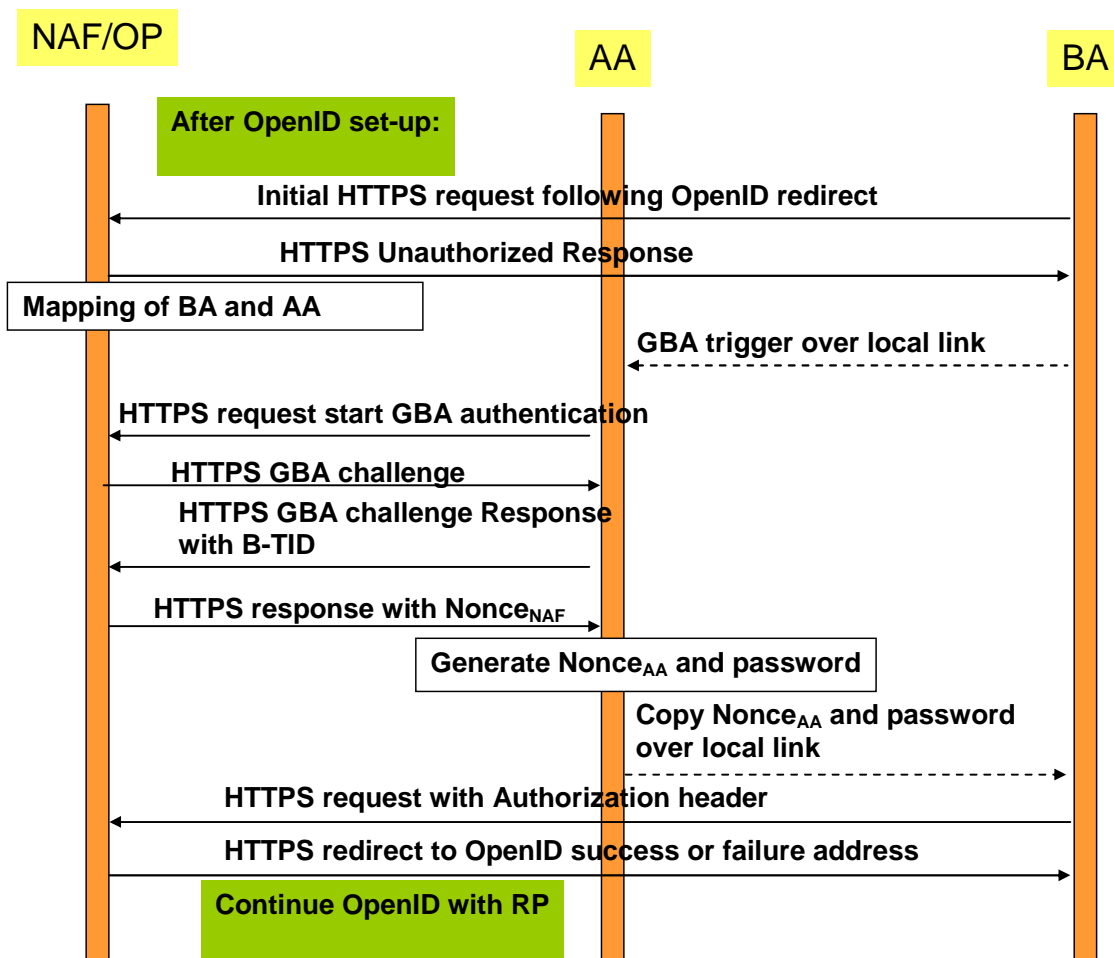 NAF/OP
AA
BA
After OpenID set-up:
Initial HTTPS request following OpenID redirect
HTTPS Unauthorized Response
Mapping of BA and AA
GBA trigger over local link
HTTPS request start GBA authentication
HTTPS GBA challenge
HTTPS GBA challenge Response
with B-TID
HTTPS response with NonceNAF
Generate NonceAA and password
Copy NonceAA and password
over local link
HTTPS request with Authorization header
HTTPS redirect to OpenID success or failure address
Continue OpenID with RP